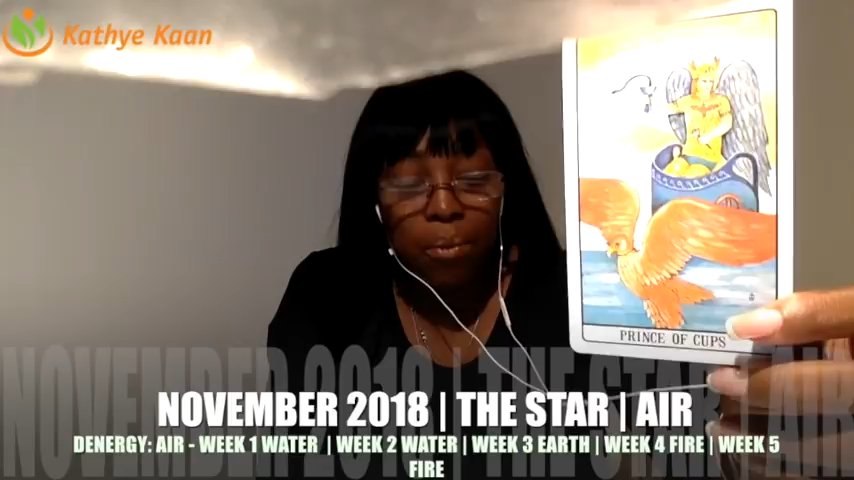 Kathye Kaan
PRINCE OF CUPS
NOVEMBER 2018 | THE STAR | AIR
DENERGY: AIR - WEEK 1 WATER | WEEK 2 WATER | WEEK 3 EARTH | WEEK 4 FIRE | WEEK 5
FIRE